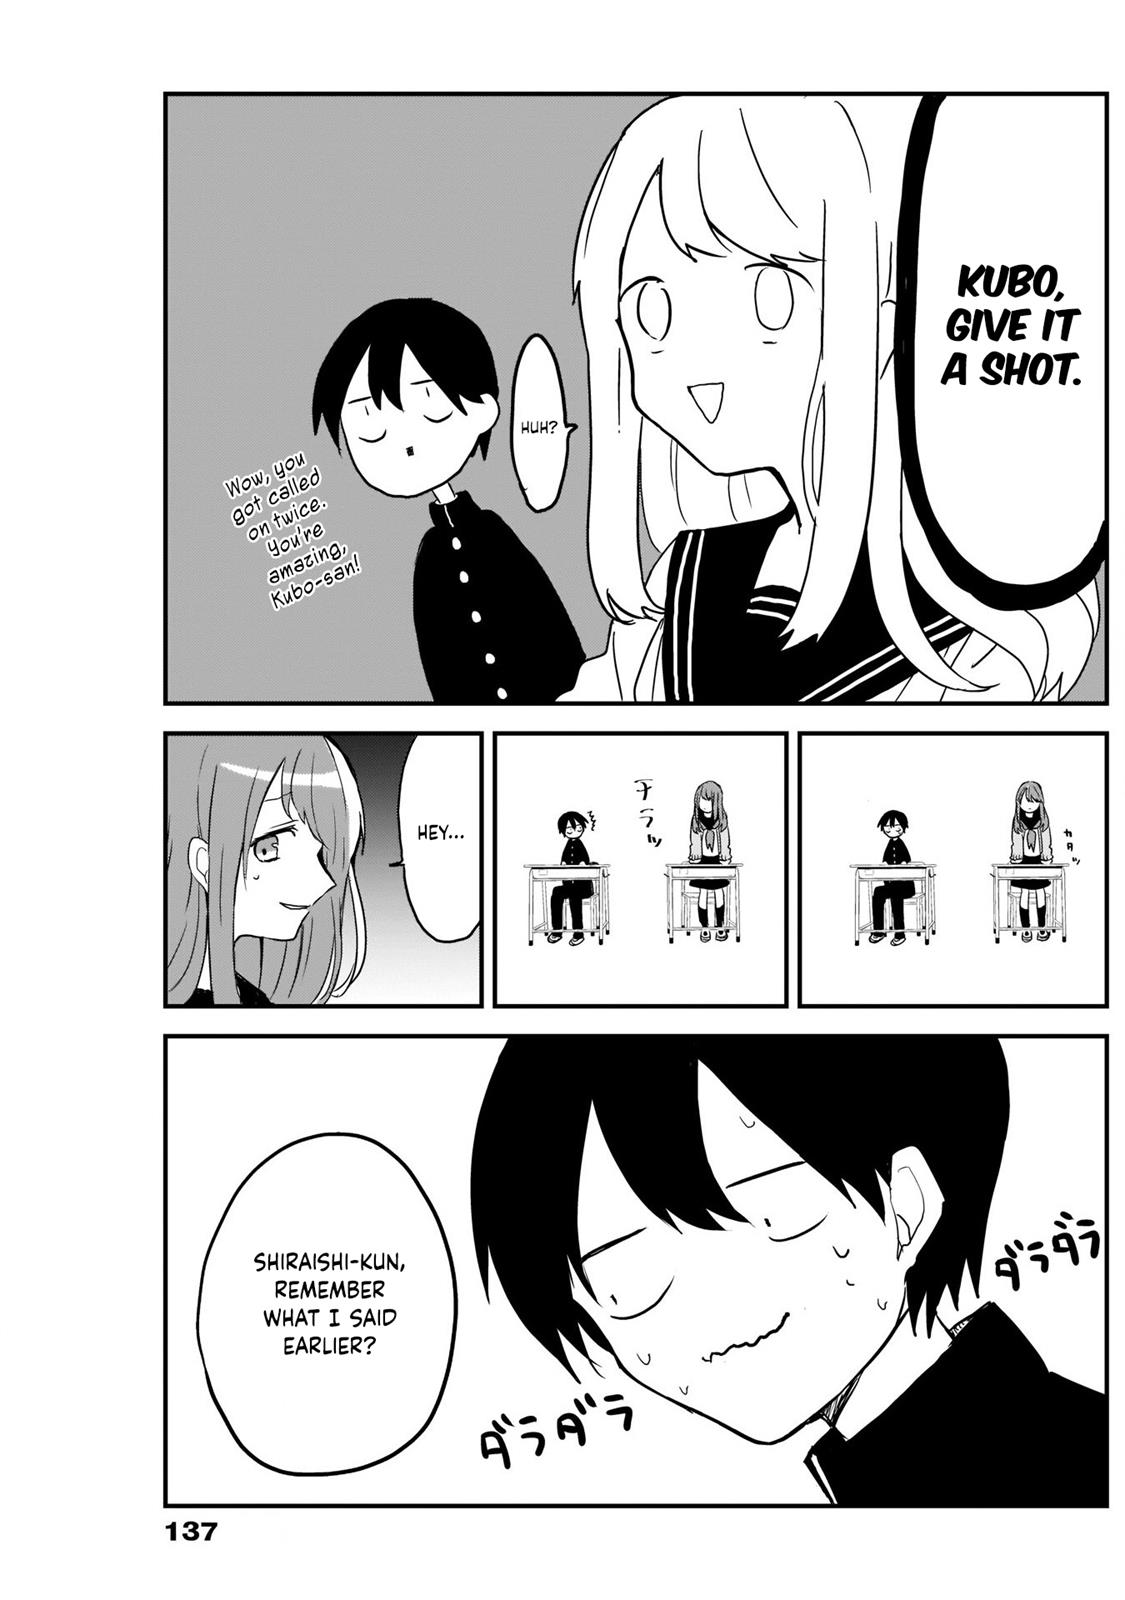 KUBO,
GIVE IT
A SHOT.
HUH?
Wow, you
got called
on twice.
You're
amazing,
Kubo-san!
カタッ
チラッ
HEY...
ダラダラ
SHIRAISHI-KUN,
REMEMBER
WHAT I SAID
EARLIER?
ダラダラ
137